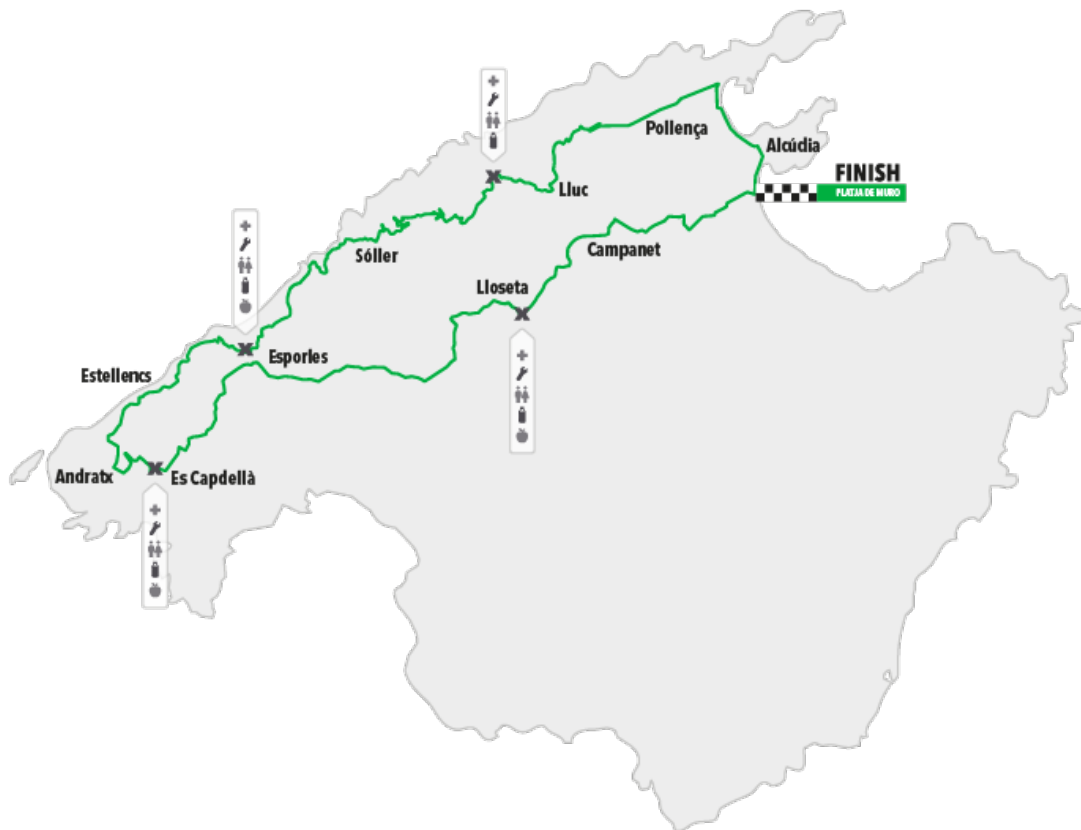 Pollença
Alcúdia
FINISH
PLATJA DE MURO
Lluc
Sóller
Campanet
Lloseta
Esporles
Estellencs
Andratx
Es Capdellà